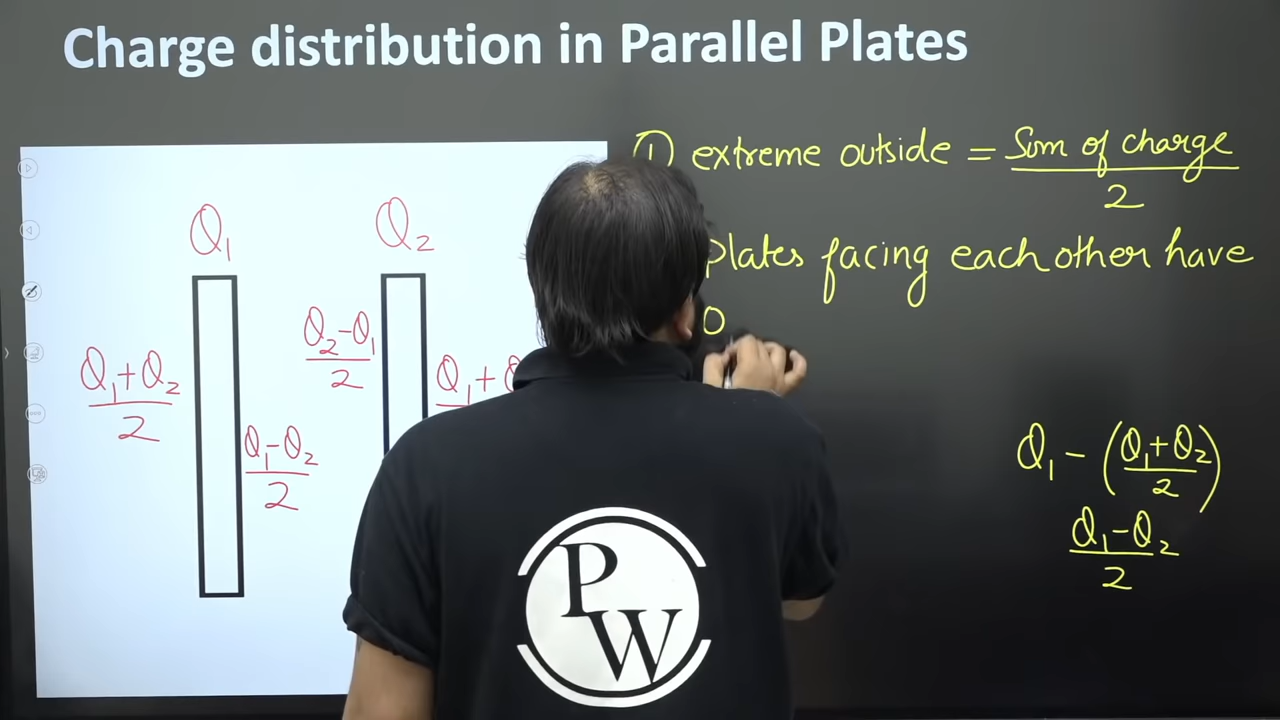 Charge distribution in Parallel Plates
① extreme outside = Sum of charge
2
Plates facing each other have
Q₁
Q₂
Q₁+Q₂
2
Q₁-Q₂
2
Q₂-Q₁
2
Q₁+
Q₁-(Q₁+Q₂)
2
Q₁-Q₂
2
P
W